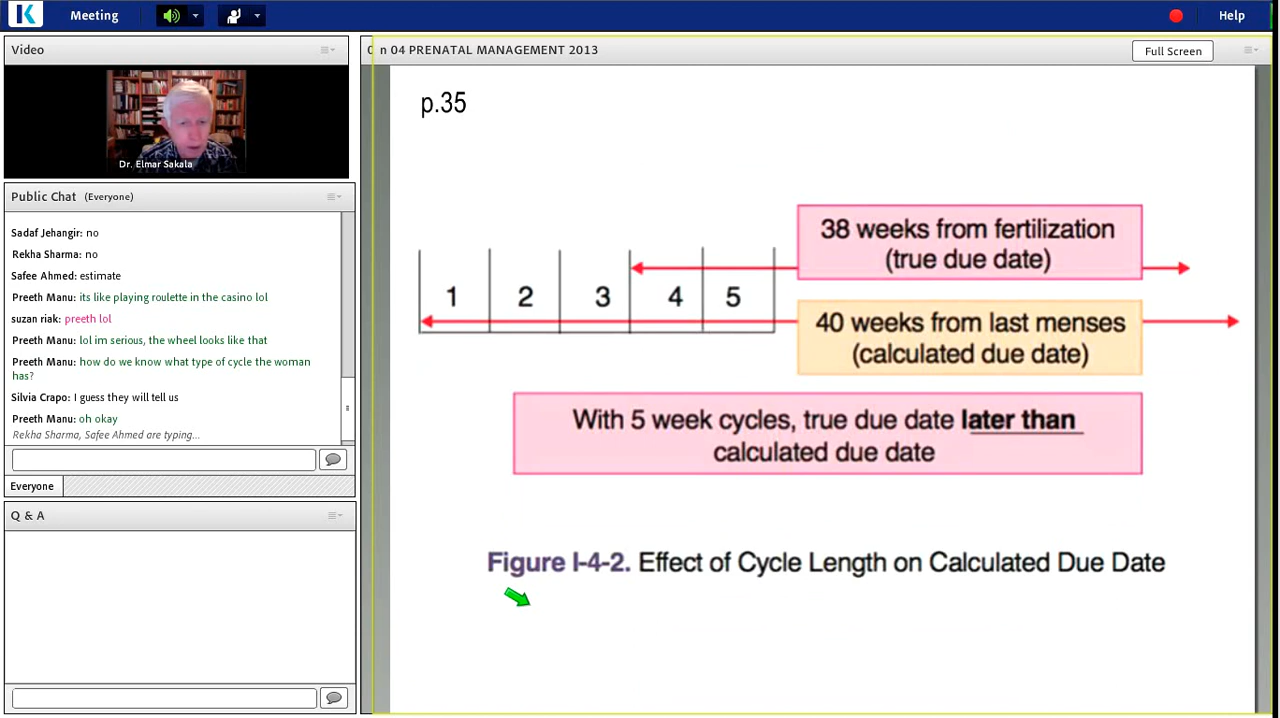 K Meeting Help
Video
Dr. Elmar Sakala
Public Chat (Everyone)
Sadaf Jehangir: no
Rekha Sharma: no
Safee Ahmed: estimate
Preeth Manu: its like playing roulette in the casino lol
suzan riak: preeth lol
Preeth Manu: lol im serious, the wheel looks like that
Preeth Manu: how do we know what type of cycle the woman
has?
Silvia Crapo: I guess they will tell us
Preeth Manu: oh okay
Rekha Sharma, Safee Ahmed are typing...
Everyone
Q & A
n 04 PRENATAL MANAGEMENT 2013
Full Screen
p.35
38 weeks from fertilization
(true due date)
1 2 3 4 5
40 weeks from last menses
(calculated due date)
With 5 week cycles, true due date later than
calculated due date
Figure I-4-2. Effect of Cycle Length on Calculated Due Date